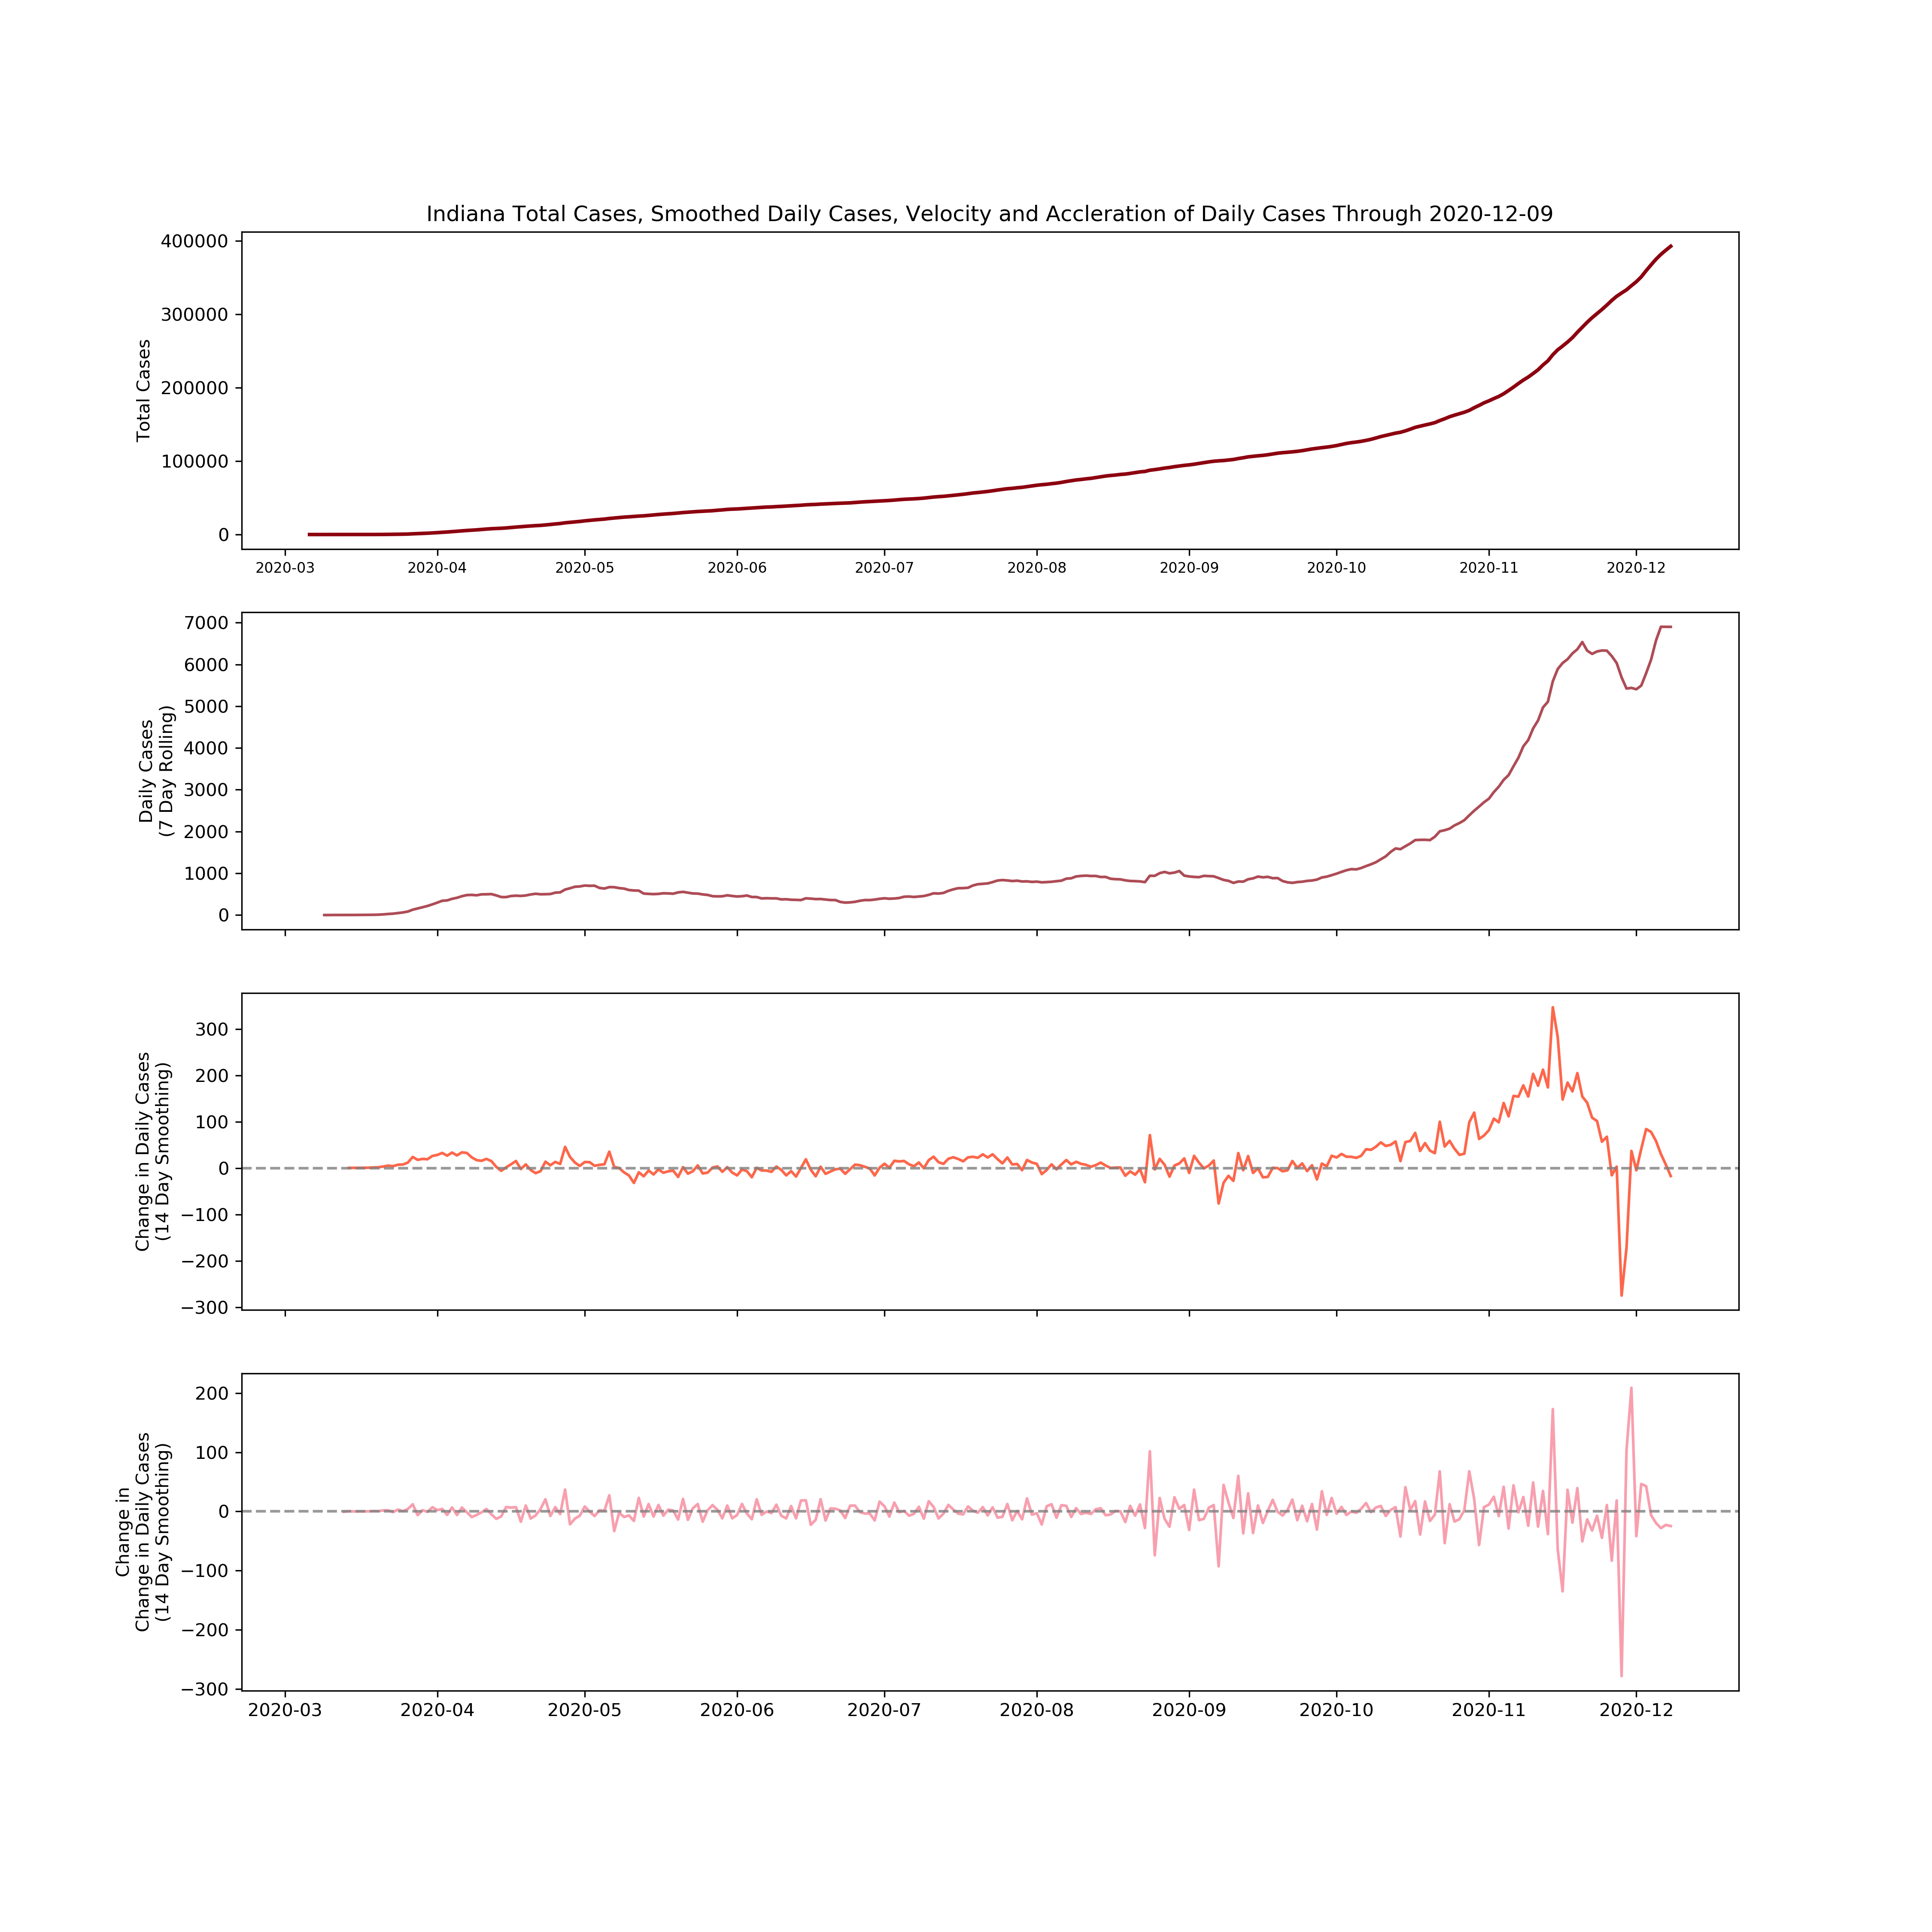 Indiana Total Cases, Smoothed Daily Cases, Velocity and Accleration of Daily Cases Through 2020-12-09
Total Cases
400000
300000
200000
100000
0
2020-03 2020-04 2020-05 2020-06 2020-07 2020-08 2020-09 2020-10 2020-11 2020-12
Daily Cases
(7 Day Rolling)
7000
6000
5000
4000
3000
2000
1000
0
Change in Daily Cases
(14 Day Smoothing)
300
200
100
0
−100
−200
−300
Change in
Change in Daily Cases
(14 Day Smoothing)
200
100
0
−100
−200
−300
2020-03 2020-04 2020-05 2020-06 2020-07 2020-08 2020-09 2020-10 2020-11 2020-12